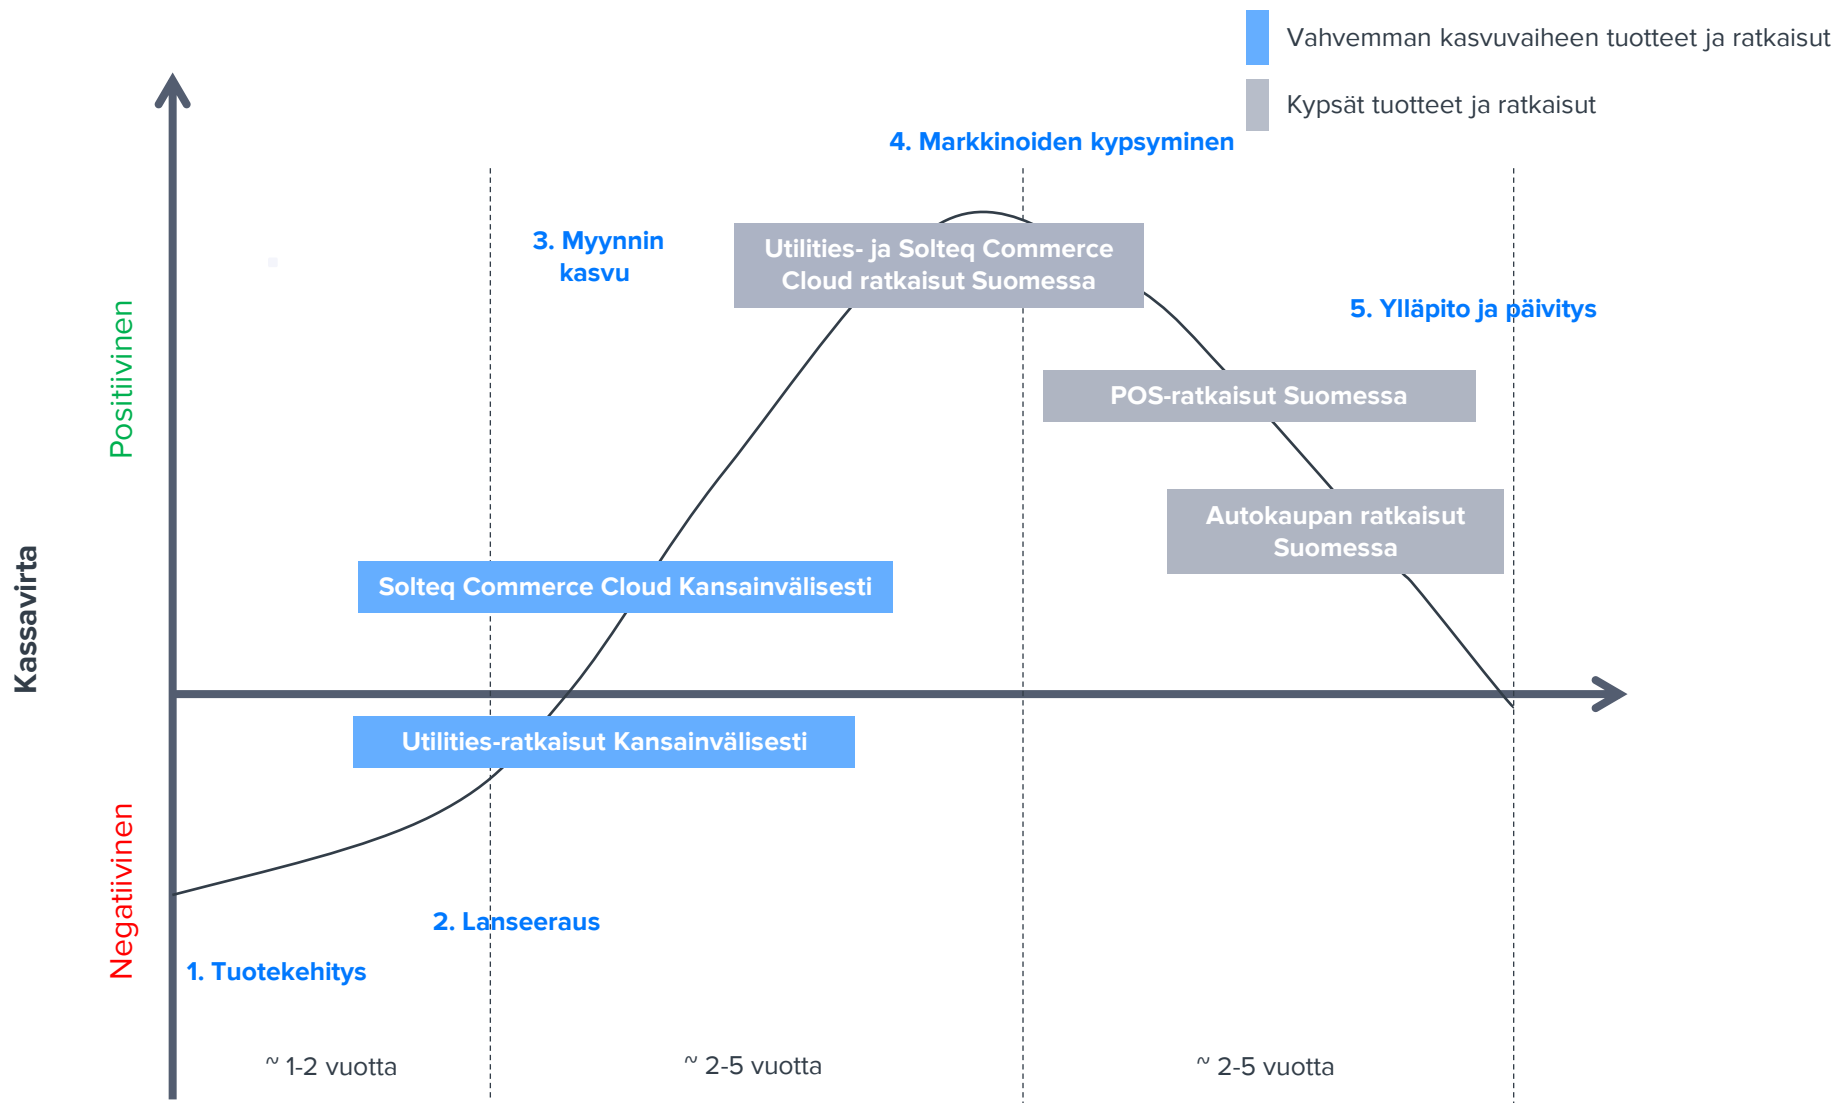 Vahvemman kasvuvaiheen tuotteet ja ratkaisut
Kypsät tuotteet ja ratkaisut
4. Markkinoiden kypsyminen
3. Myynnin
kasvu
Utilities- ja Solteq Commerce
Cloud ratkaisut Suomessa
5. Ylläpito ja päivitys
Positiivinen
POS-ratkaisut Suomessa
Autokaupan ratkaisut
Suomessa
Kassavirta
Solteq Commerce Cloud Kansainvälisesti
Utilities-ratkaisut Kansainvälisesti
Negatiivinen
2. Lanseeraus
1. Tuotekehitys
~ 1-2 vuotta
~ 2-5 vuotta
~ 2-5 vuotta